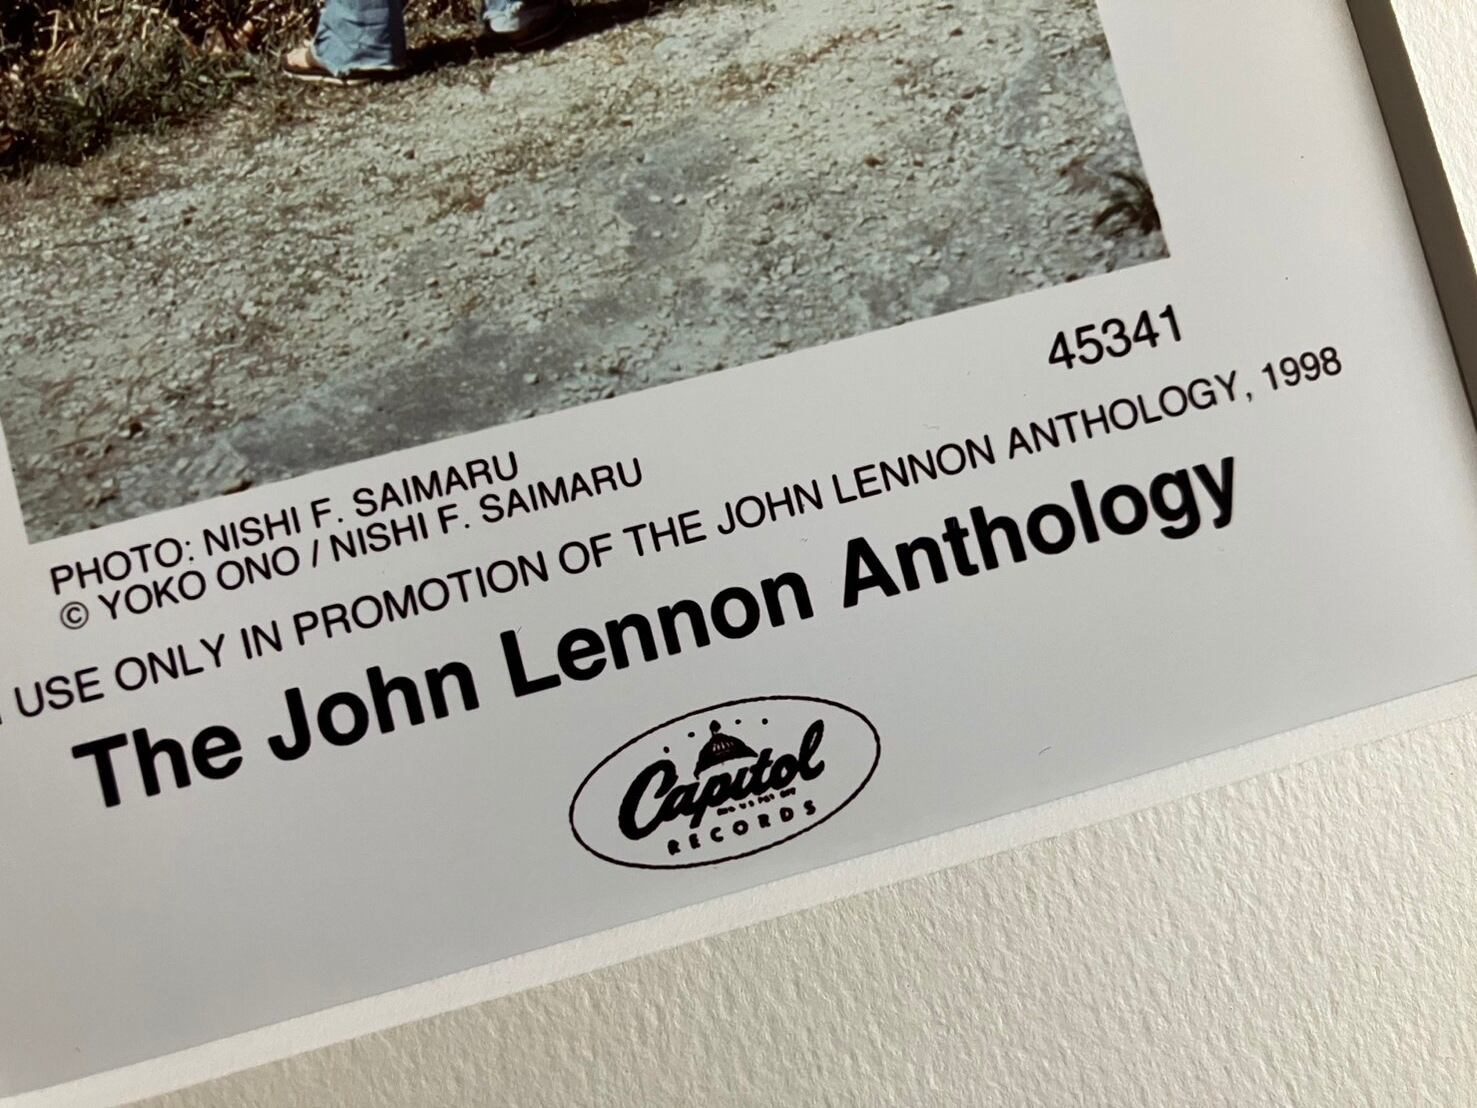 45341
PHOTO: NISHI F. SAIMARU
© YOKO ONO / NISHI F. SAIMARU
USE ONLY IN PROMOTION OF THE JOHN LENNON ANTHOLOGY, 1998
The John Lennon Anthology
Capitol
RECORDS